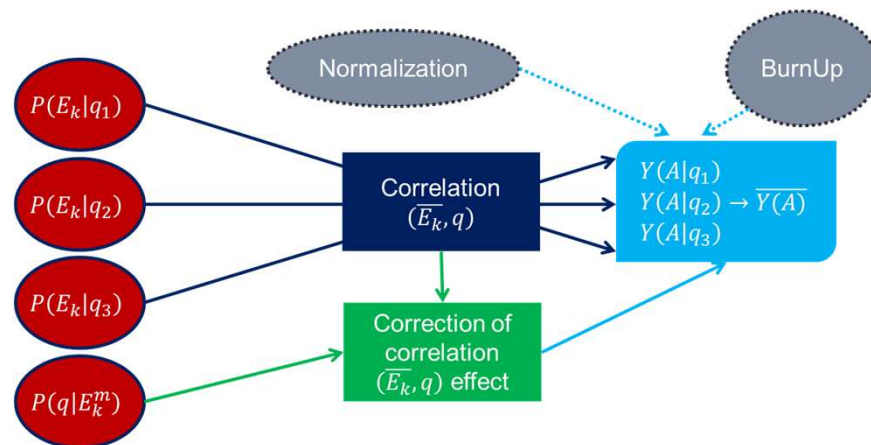 Normalization
BurnUp
P(E_k|q_1)
P(E_k|q_2)
P(E_k|q_3)
P(q|E_k^m)
Correlation
(\overline{E_k}, q)
Y(A|q_1)
Y(A|q_2) → \overline{Y(A)}
Y(A|q_3)
Correction of
correlation
(\overline{E_k}, q) effect